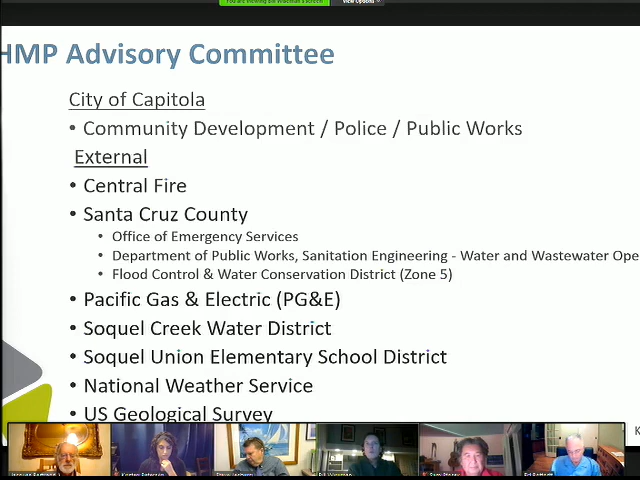 View Options
HMP Advisory Committee
City of Capitola
• Community Development / Police / Public Works
External
• Central Fire
• Santa Cruz County
• Office of Emergency Services
• Department of Public Works, Sanitation Engineering - Water and Wastewater Ope
• Flood Control & Water Conservation District (Zone 5)
• Pacific Gas & Electric (PG&E)
• Soquel Creek Water District
• Soquel Union Elementary School District
• National Weather Service
• US Geological Survey
K